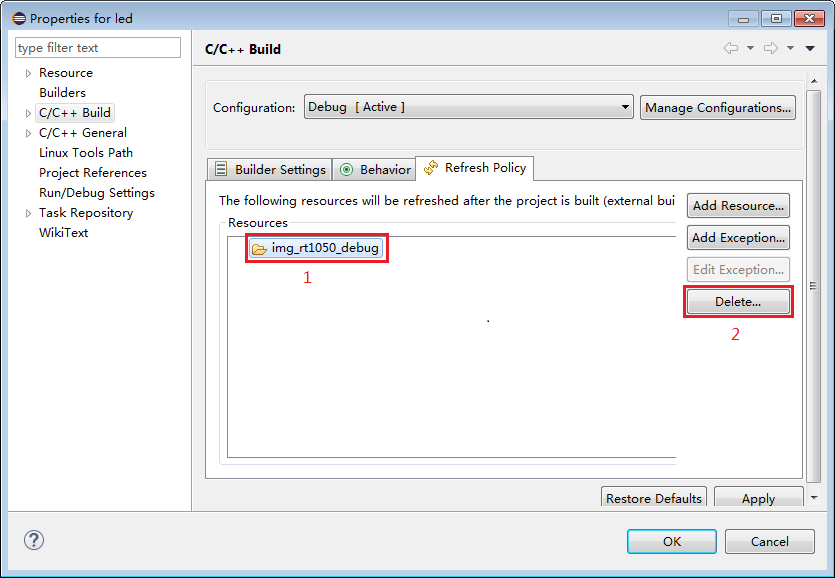 Properties for led
type filter text
Resource
Builders
C/C++ Build
C/C++ General
Linux Tools Path
Project References
Run/Debug Settings
Task Repository
WikiText
C/C++ Build
Configuration: Debug [ Active ] Manage Configurations...
Builder Settings Behavior Refresh Policy
The following resources will be refreshed after the project is built (external bui
Resources
img_rt1050_debug
1
Add Resource...
Add Exception...
Edit Exception...
Delete...
2
Restore Defaults Apply
OK Cancel